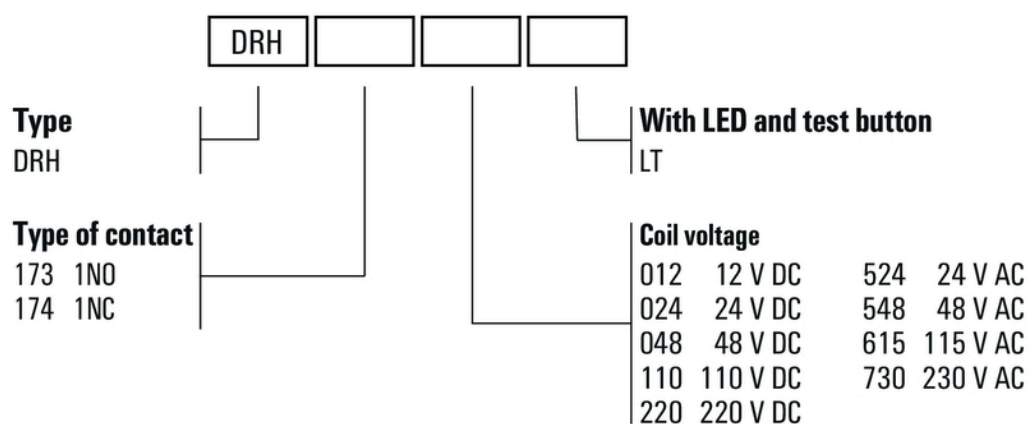 DRH
Type
DRH
With LED and test button
LT
Type of contact
173 1NO
174 1NC
Coil voltage
012 12 V DC 524 24 V AC
024 24 V DC 548 48 V AC
048 48 V DC 615 115 V AC
110 110 V DC 730 230 V AC
220 220 V DC